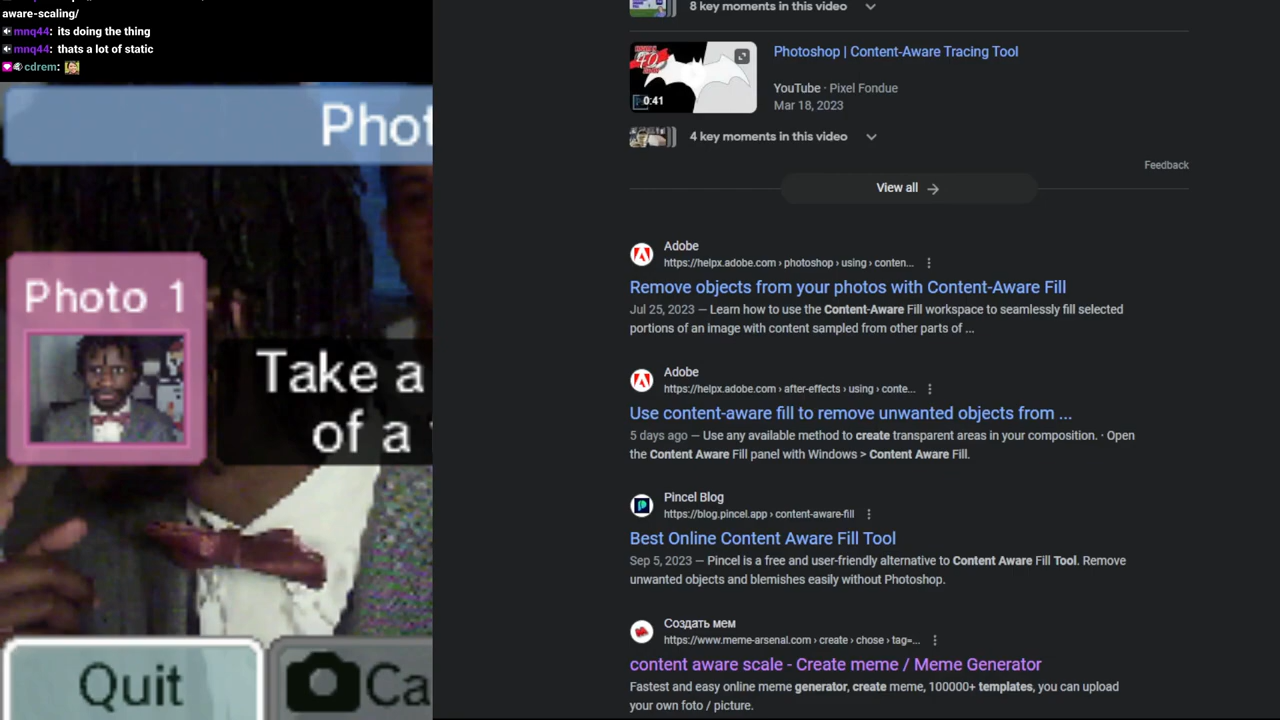 aware-scaling/
mnq44: its doing the thing
mnq44: thats a lot of static
cdrem:
Phot
Photo 1
Take a
of a
Quit
Ca
8 key moments in this video
40
0:41
Photoshop | Content-Aware Tracing Tool
YouTube · Pixel Fondue
Mar 18, 2023
4 key moments in this video
Feedback
View all
Adobe
https://helpx.adobe.com › photoshop › using › conten...
Remove objects from your photos with Content-Aware Fill
Jul 25, 2023 — Learn how to use the Content-Aware Fill workspace to seamlessly fill selected
portions of an image with content sampled from other parts of ...
Adobe
https://helpx.adobe.com › after-effects › using › conte...
Use content-aware fill to remove unwanted objects from ...
5 days ago — Use any available method to create transparent areas in your composition. · Open
the Content Aware Fill panel with Windows > Content Aware Fill.
Pincel Blog
https://blog.pincel.app › content-aware-fill
Best Online Content Aware Fill Tool
Sep 5, 2023 — Pincel is a free and user-friendly alternative to Content Aware Fill Tool. Remove
unwanted objects and blemishes easily without Photoshop.
Создать мем
https://www.meme-arsenal.com › create › chose › tag=...
content aware scale - Create meme / Meme Generator
Fastest and easy online meme generator, create meme, 100000+ templates, you can upload
your own foto / picture.